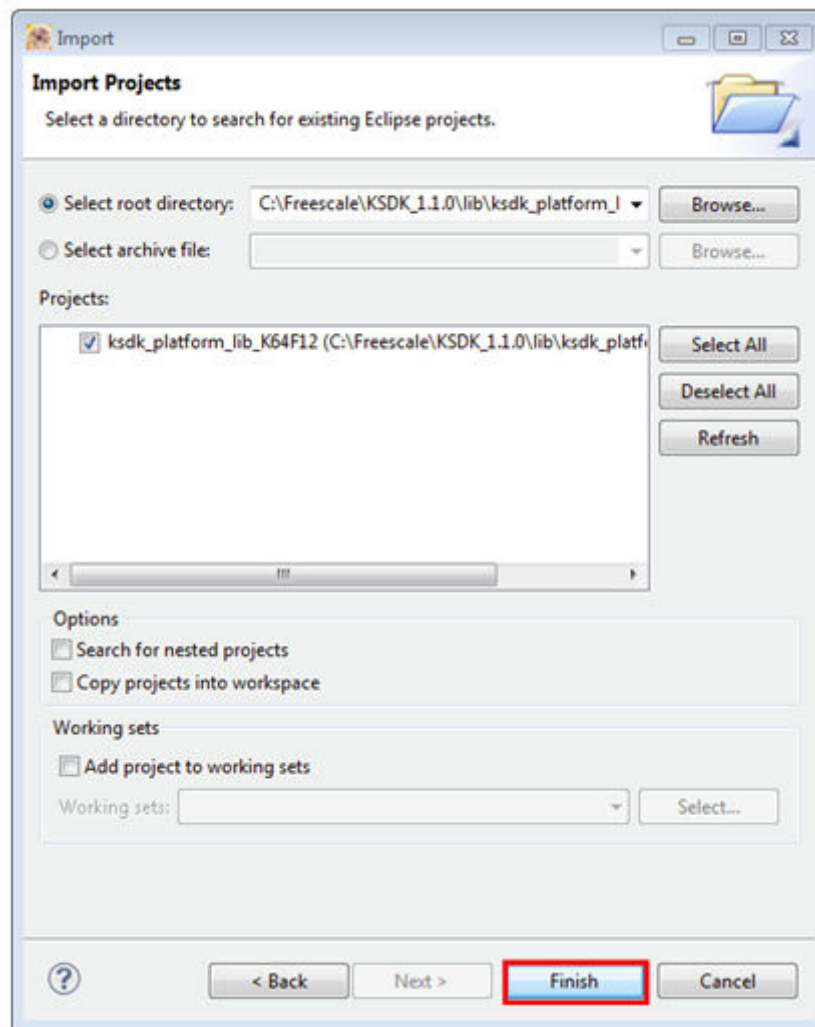 Import
Import Projects
Select a directory to search for existing Eclipse projects.
Select root directory: C:\Freescale\KSDK_1.1.0\lib\ksdk_platform_l Browse...
Select archive file: Browse...
Projects:
ksdk_platform_lib_K64F12 (C:\Freescale\KSDK_1.1.0\lib\ksdk_platf
Select All
Deselect All
Refresh
Options
Search for nested projects
Copy projects into workspace
Working sets
Add project to working sets
Working sets: Select...
? < Back Next > Finish Cancel